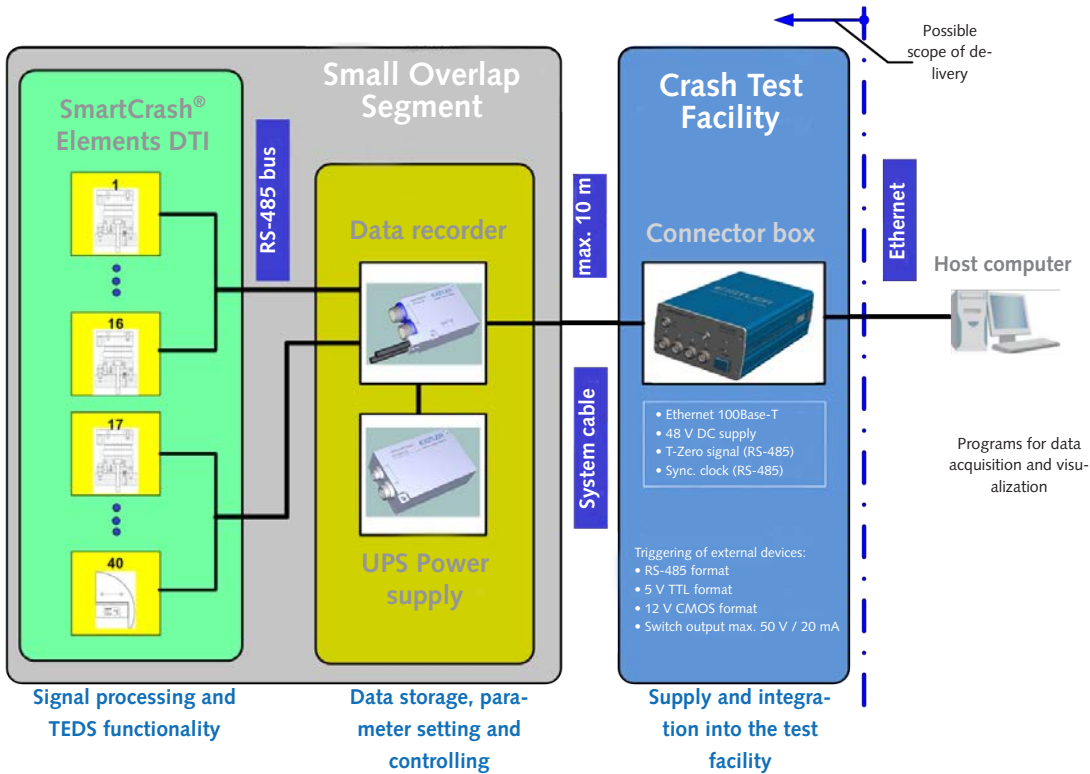 Possible
scope of de-
livery
Small Overlap
Segment
Crash Test
Facility
SmartCrash®
Elements DTI
1
16
17
40
RS-485 bus
Data recorder
KISTLER
KISTLER
UPS Power
supply
max. 10 m
System cable
Connector box
KISTLER
• Ethernet 100Base-T
• 48 V DC supply
• T-Zero signal (RS-485)
• Sync. clock (RS-485)
Triggering of external devices:
• RS-485 format
• 5 V TTL format
• 12 V CMOS format
• Switch output max. 50 V / 20 mA
Ethernet
Host computer
Programs for data
acquisition and visu-
alization
Signal processing and
TEDS functionality
Data storage, para-
meter setting and
controlling
Supply and integra-
tion into the test
facility